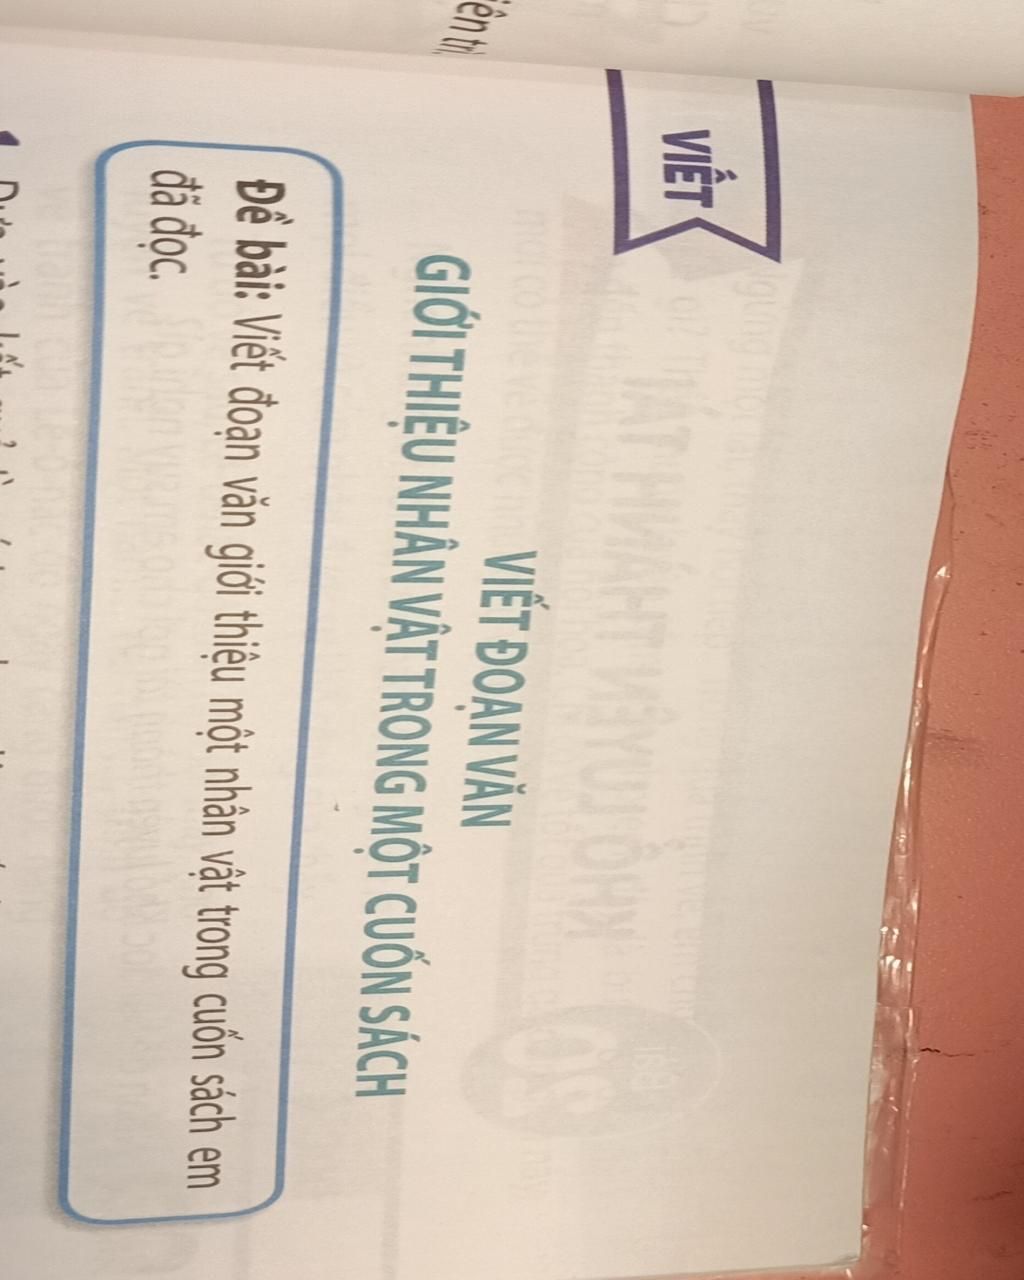 VIẾT
VIẾT ĐOẠN VĂN
GIỚI THIỆU NHÂN VẬT TRONG MỘT CUỐN SÁCH
Đề bài: Viết đoạn văn giới thiệu một nhân vật trong cuốn sách em
đã đọc.